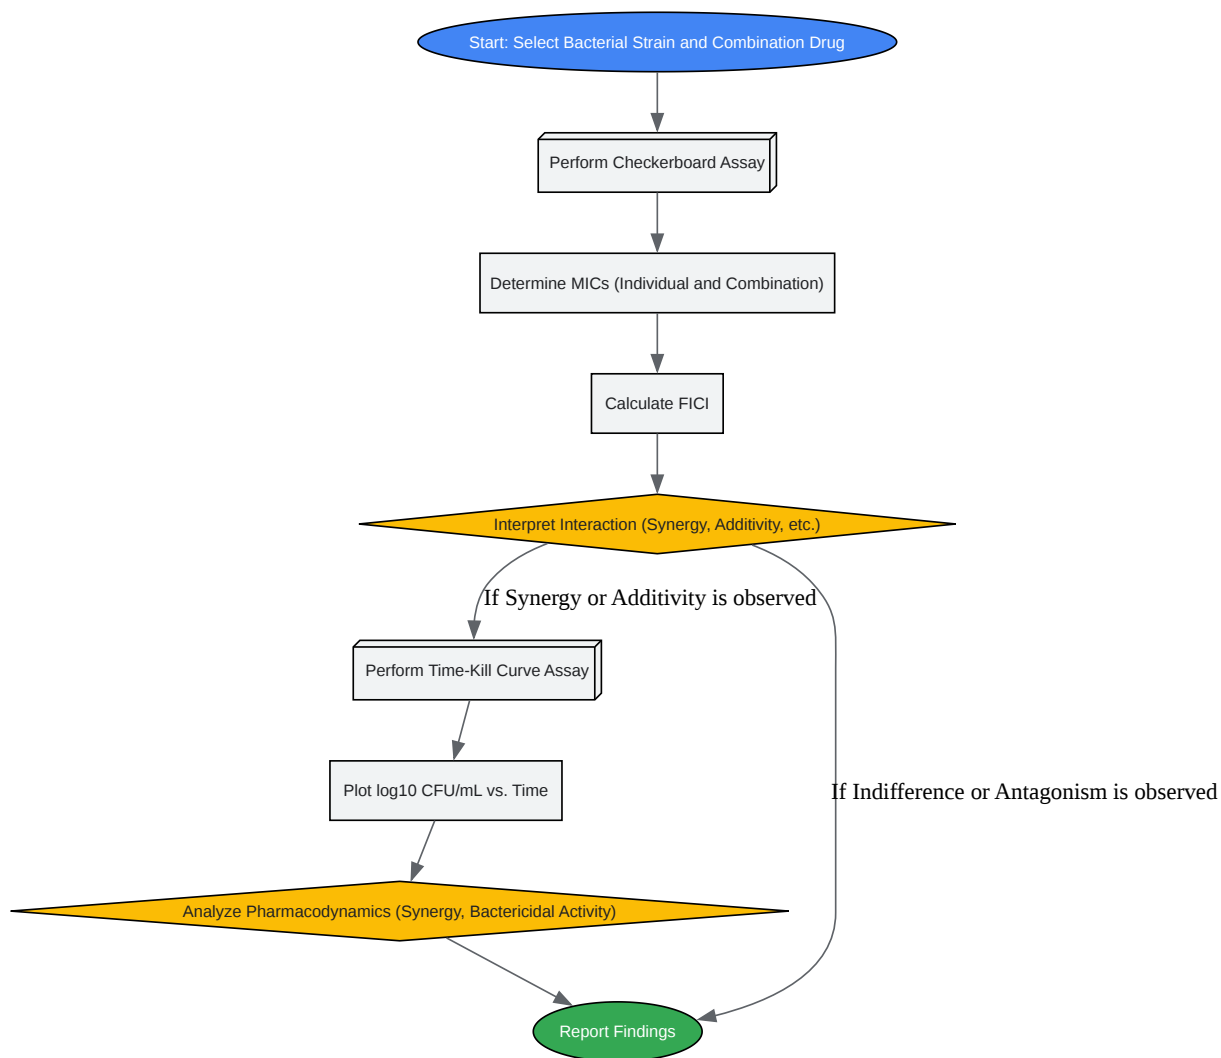 Start: Select Bacterial Strain and Combination Drug
Perform Checkerboard Assay
Determine MICs (Individual and Combination)
Calculate FICI
Interpret Interaction (Synergy, Additivity, etc.)
If Synergy or Additivity is observed
Perform Time-Kill Curve Assay
Plot log10 CFU/mL vs. Time
If Indifference or Antagonism is observed
Analyze Pharmacodynamics (Synergy, Bactericidal Activity)
Report Findings